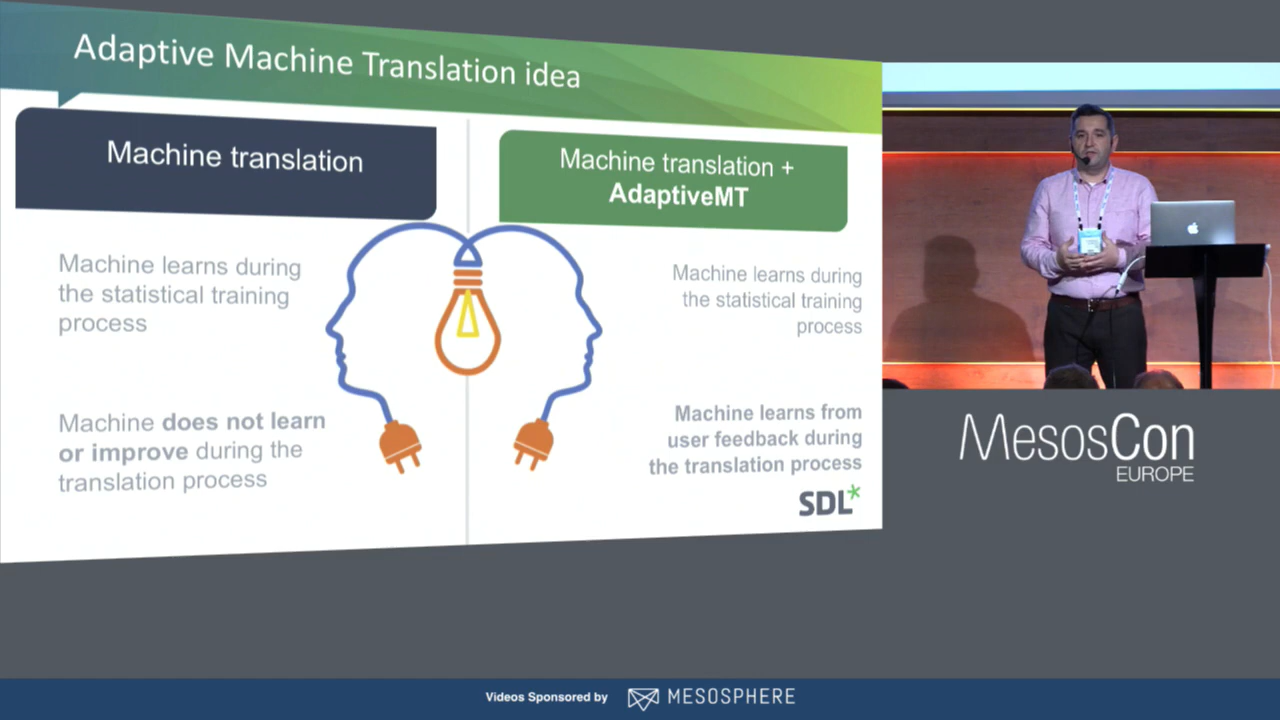 Adaptive Machine Translation idea
Machine translation
Machine learns during
the statistical training
process
Machine does not learn
or improve during the
translation process
Machine translation +
AdaptiveMT
Machine learns during
the statistical training
process
Machine learns from
user feedback during
the translation process
SDL*
MesosCon
EUROPE
Videos Sponsored by
MESOSPHERE